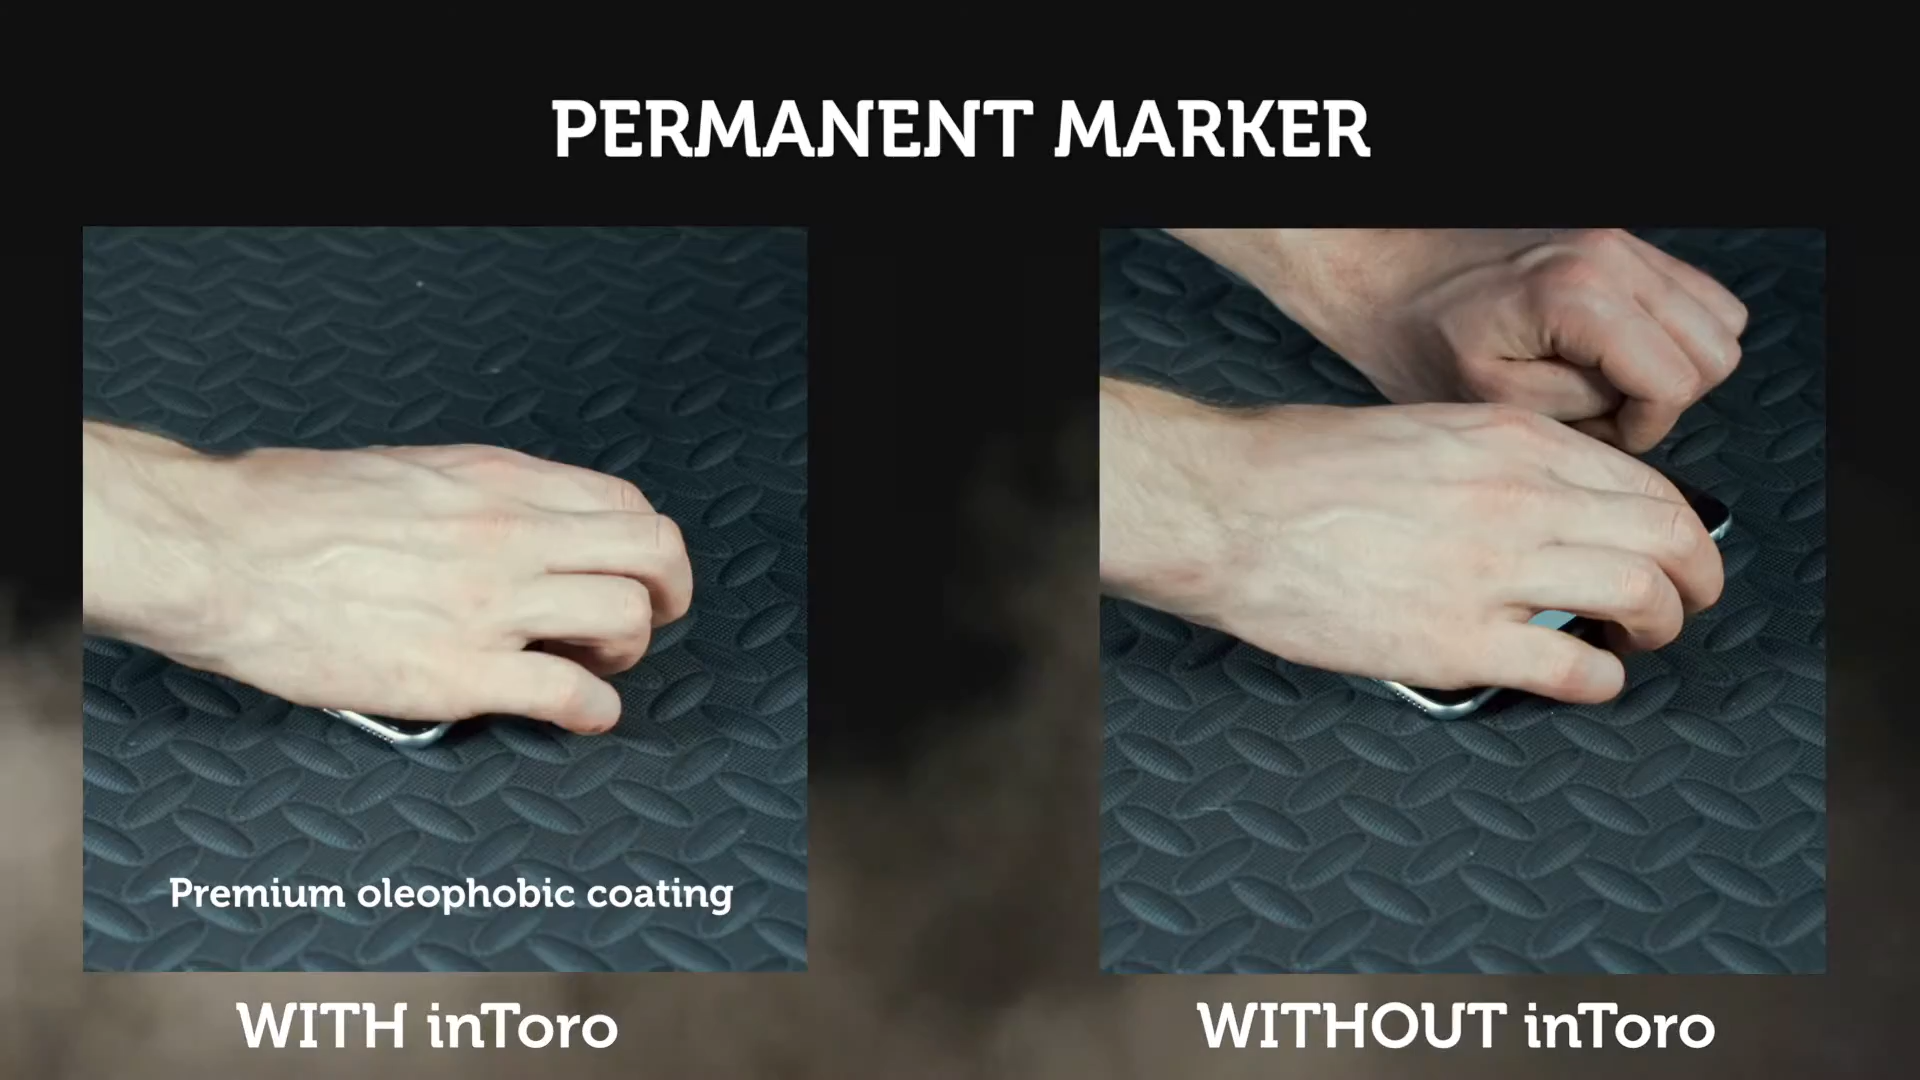 PERMANENT MARKER
Premium oleophobic coating
WITH inToro
WITHOUT inToro